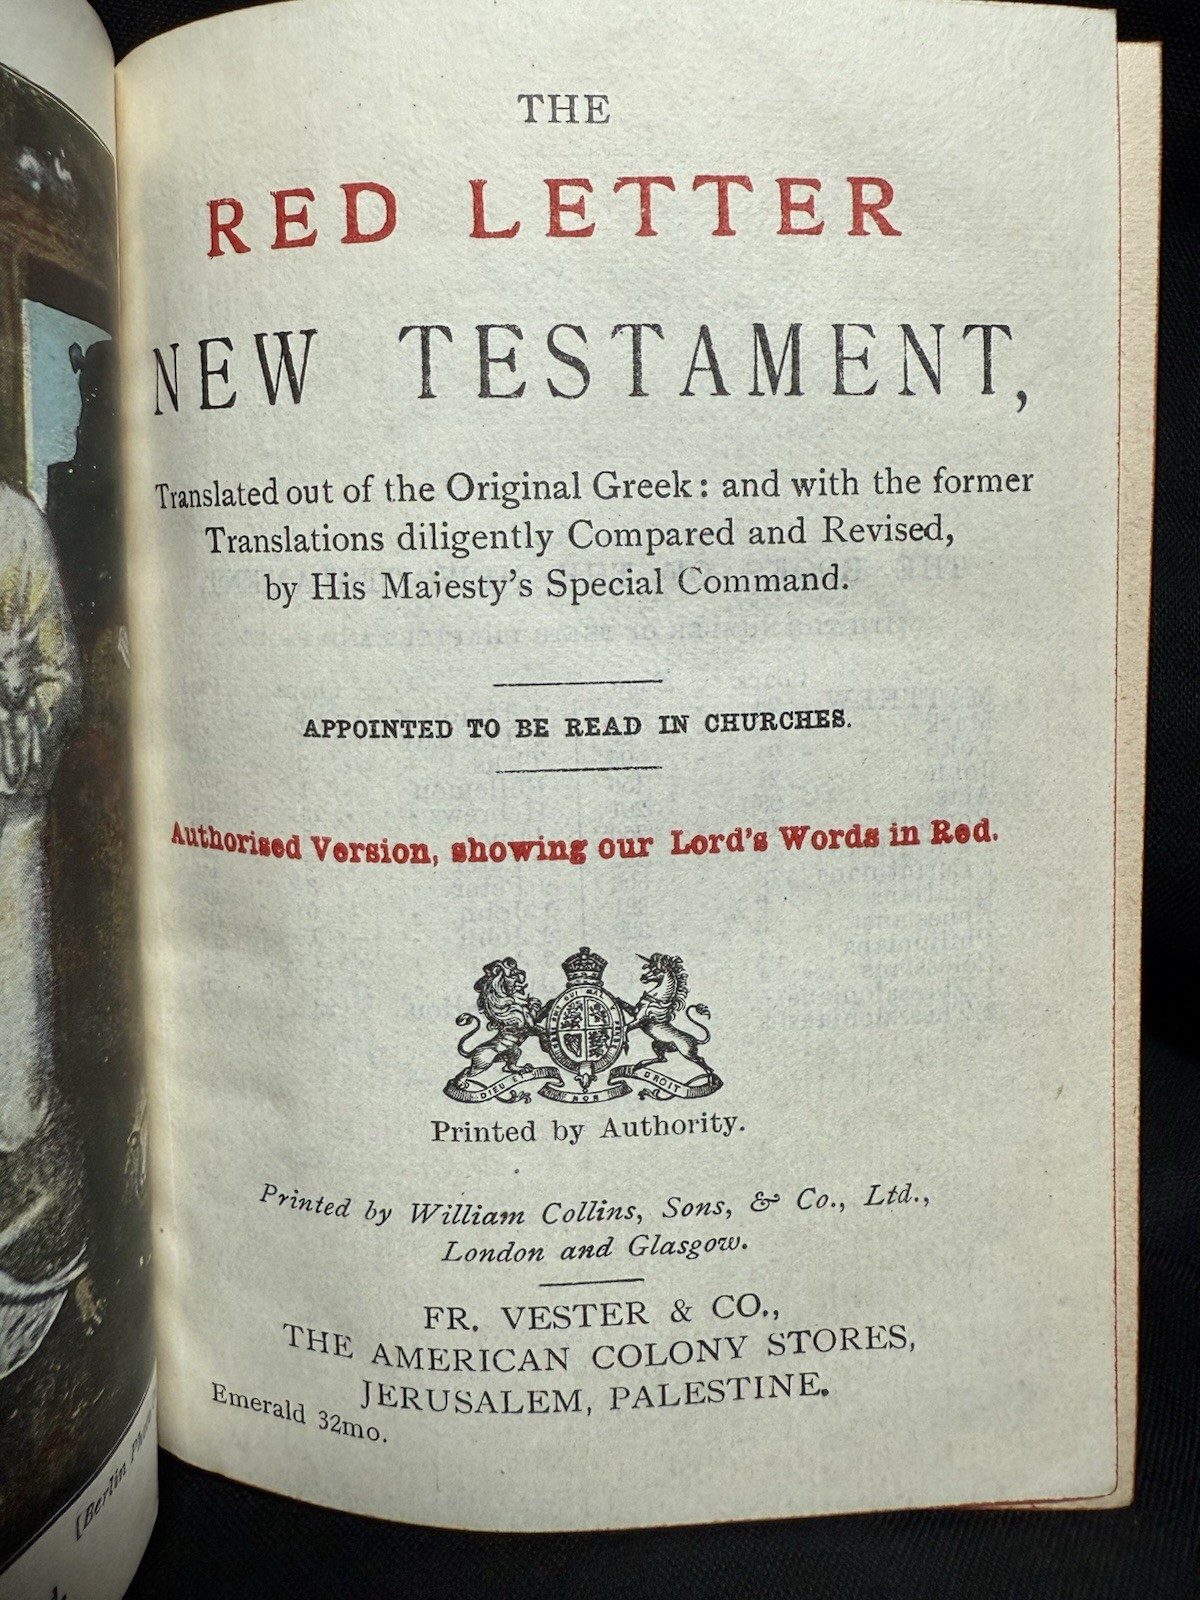 THE
RED LETTER
NEW TESTAMENT,
Translated out of the Original Greek: and with the former
Translations diligently Compared and Revised,
by His Majesty's Special Command.
APPOINTED TO BE READ IN CHURCHES.
Authorised Version, showing our Lord's Words in Red.
DIEU ET MON DROIT
Printed by Authority.
Printed by William Collins, Sons, & Co., Ltd.,
London and Glasgow.
FR. VESTER & CO.,
THE AMERICAN COLONY STORES,
JERUSALEM, PALESTINE.
Emerald 32mo.
[Berlin